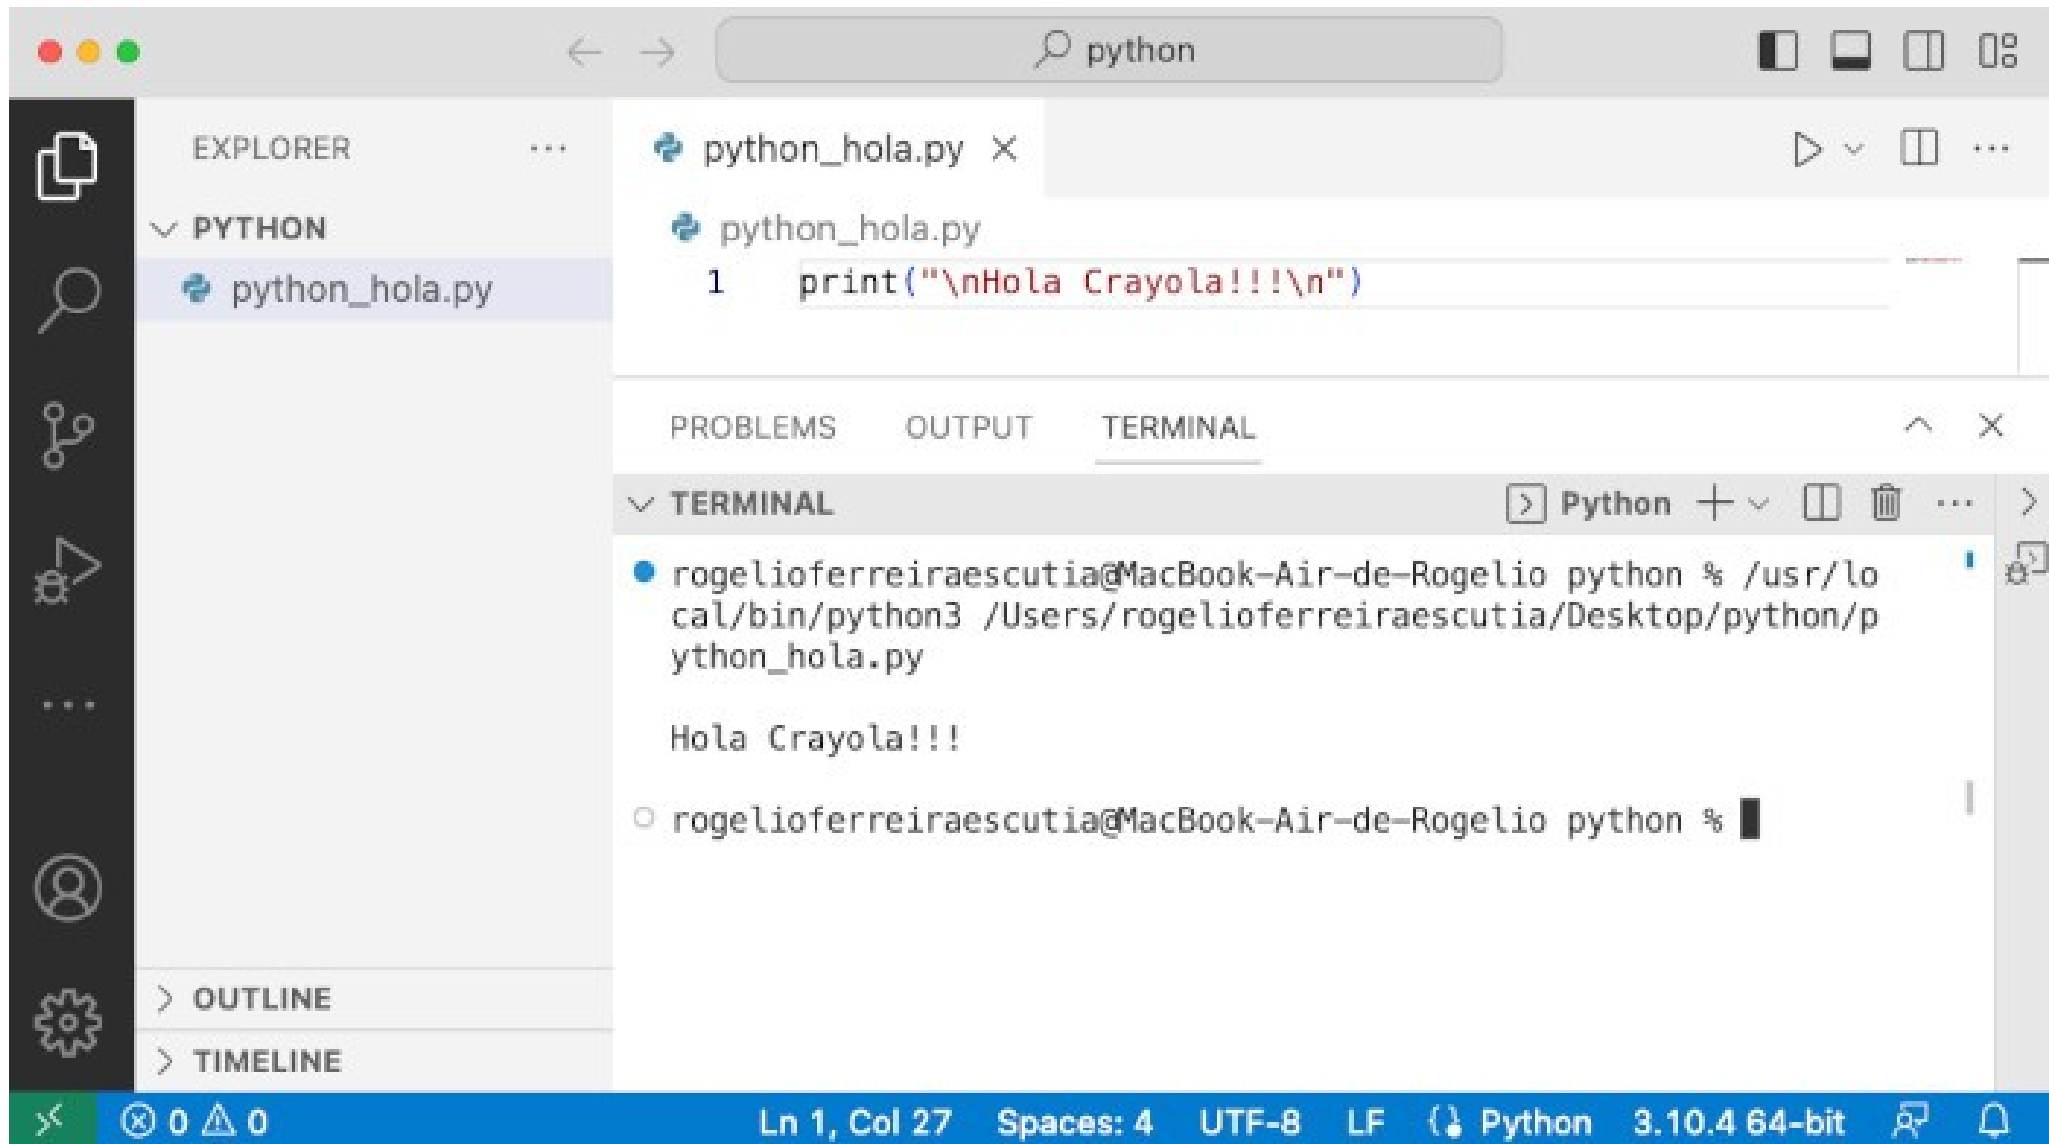 python
EXPLORER
python_hola.py
PYTHON
python_hola.py
python_hola.py
1 print("\nHola Crayola!!!\n")
PROBLEMS OUTPUT TERMINAL
TERMINAL Python
rogelioferreiraescutia@MacBook-Air-de-Rogelio python % /usr/lo
cal/bin/python3 /Users/rogelioferreiraescutia/Desktop/python/p
ython_hola.py
Hola Crayola!!!
rogelioferreiraescutia@MacBook-Air-de-Rogelio python %
OUTLINE
TIMELINE
0 0 Ln 1, Col 27 Spaces: 4 UTF-8 LF Python 3.10.4 64-bit